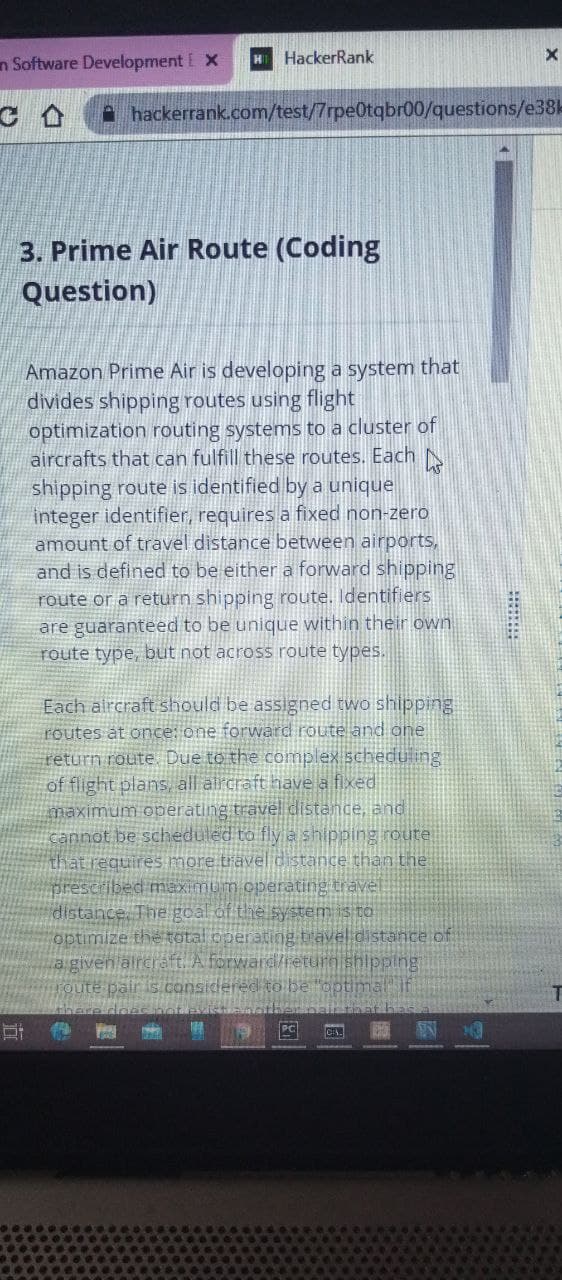 n Software Development E
HackerRank
hackerrank.com/test/7rpe0tqbr00/questions/e38k
3. Prime Air Route (Coding
Question)
Amazon Prime Air is developing a system that
divides shipping routes using flight
optimization routing systems to a cluster of
aircrafts that can fulfill these routes. Each
shipping route is identified by a unique
integer identifier, requires a fixed non-zero
amount of travel distance between airports,
and is defined to be either a forward shipping
route or a return shipping route. Identifiers
are guaranteed to be unique within their own
route type, but not across route types.
Each aircraft should be assigned two shipping
routes at once: one forward route and one
return route. Due to the complex scheduling
of flight plans, all aircraft have a fixed
maximum operating travel distance, and
cannot be scheduled to fly a shipping route
that requires more travel distance than the
prescribed maximum operating travel
distance. The goal of the system is to
optimize the total operating travel distance of
a given aircraft. A forward/return shipping
route pair is considered to be "optimal" if
there does not exist another pair that has a
T
PC